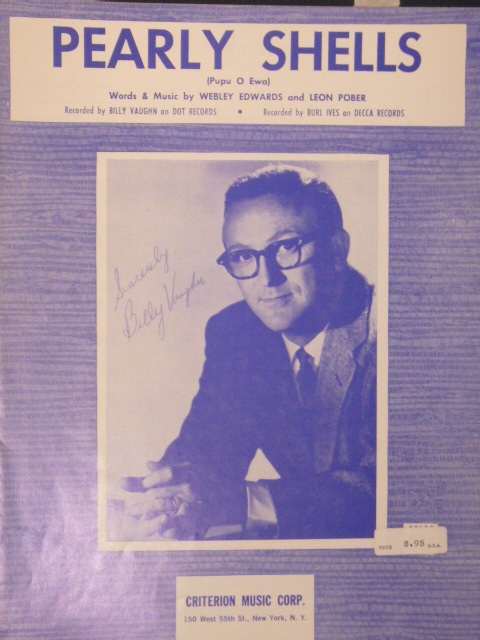 PEARLY SHELLS
(Pupu O Ewa)
Words & Music by WEBLEY EDWARDS and LEON POBER
Recorded by BILLY VAUGHN on DOT RECORDS • Recorded by BURL IVES on DECCA RECORDS
Sincerely
Billy Vaughn
.95 U.S.A.
CRITERION MUSIC CORP.
150 West 55th St., New York, N. Y.